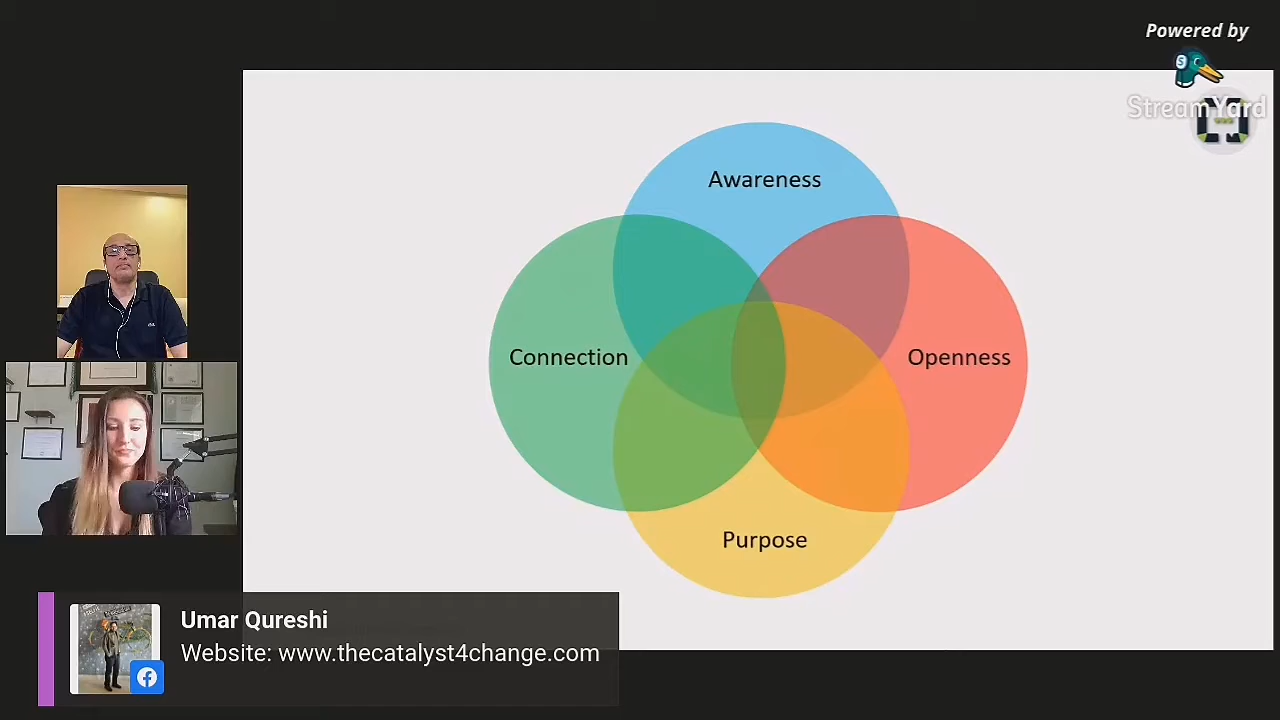 Powered by
StreamYard
Awareness
Connection
Openness
Purpose
Umar Qureshi
Website: www.thecatalyst4change.com